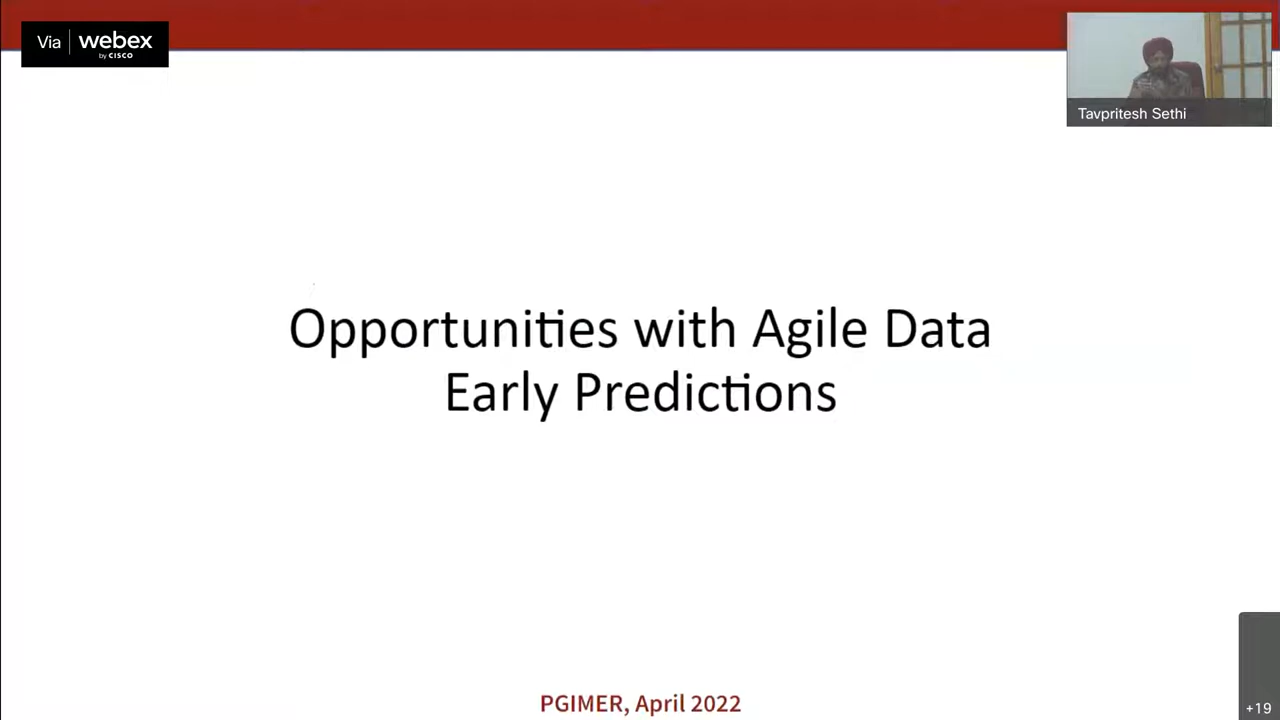 Via webex
by CISCO
Tavpritesh Sethi
Opportunities with Agile Data
Early Predictions
PGIMER, April 2022
+19